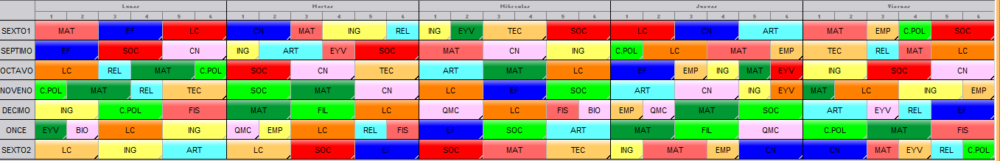 Lunes Martes Miércoles Jueves Viernes
1 2 3 4 5 6 1 2 3 4 5 6 1 2 3 4 5 6 1 2 3 4 5 6 1 2 3 4 5 6
SEXTO1 MAT EF LC CN MAT ING REL ING EYV TEC SOC LC CN ART MAT EMP C.POL SOC
SEPTIMO EF SOC CN ING ART EYV SOC MAT CN ING C.POL LC MAT EMP TEC REL MAT LC
OCTAVO LC REL MAT C.POL SOC CN TEC ART MAT LC EF EMP ING MAT EYV ING SOC CN
NOVENO C.POL MAT REL TEC SOC MAT CN LC EF SOC ART CN ING EYV MAT LC ING EMP
DECIMO ING C.POL FIS MAT FIL LC QMC LC FIS BIO EMP QMC MAT SOC ART EYV REL EF
ONCE EYV BIO LC ING QMC EMP LC REL FIS EF SOC ART MAT FIL QMC C.POL MAT FIS
SEXTO2 LC ING ART LC SOC EF SOC MAT TEC ING MAT EMP CN CN MAT EYV REL C.POL